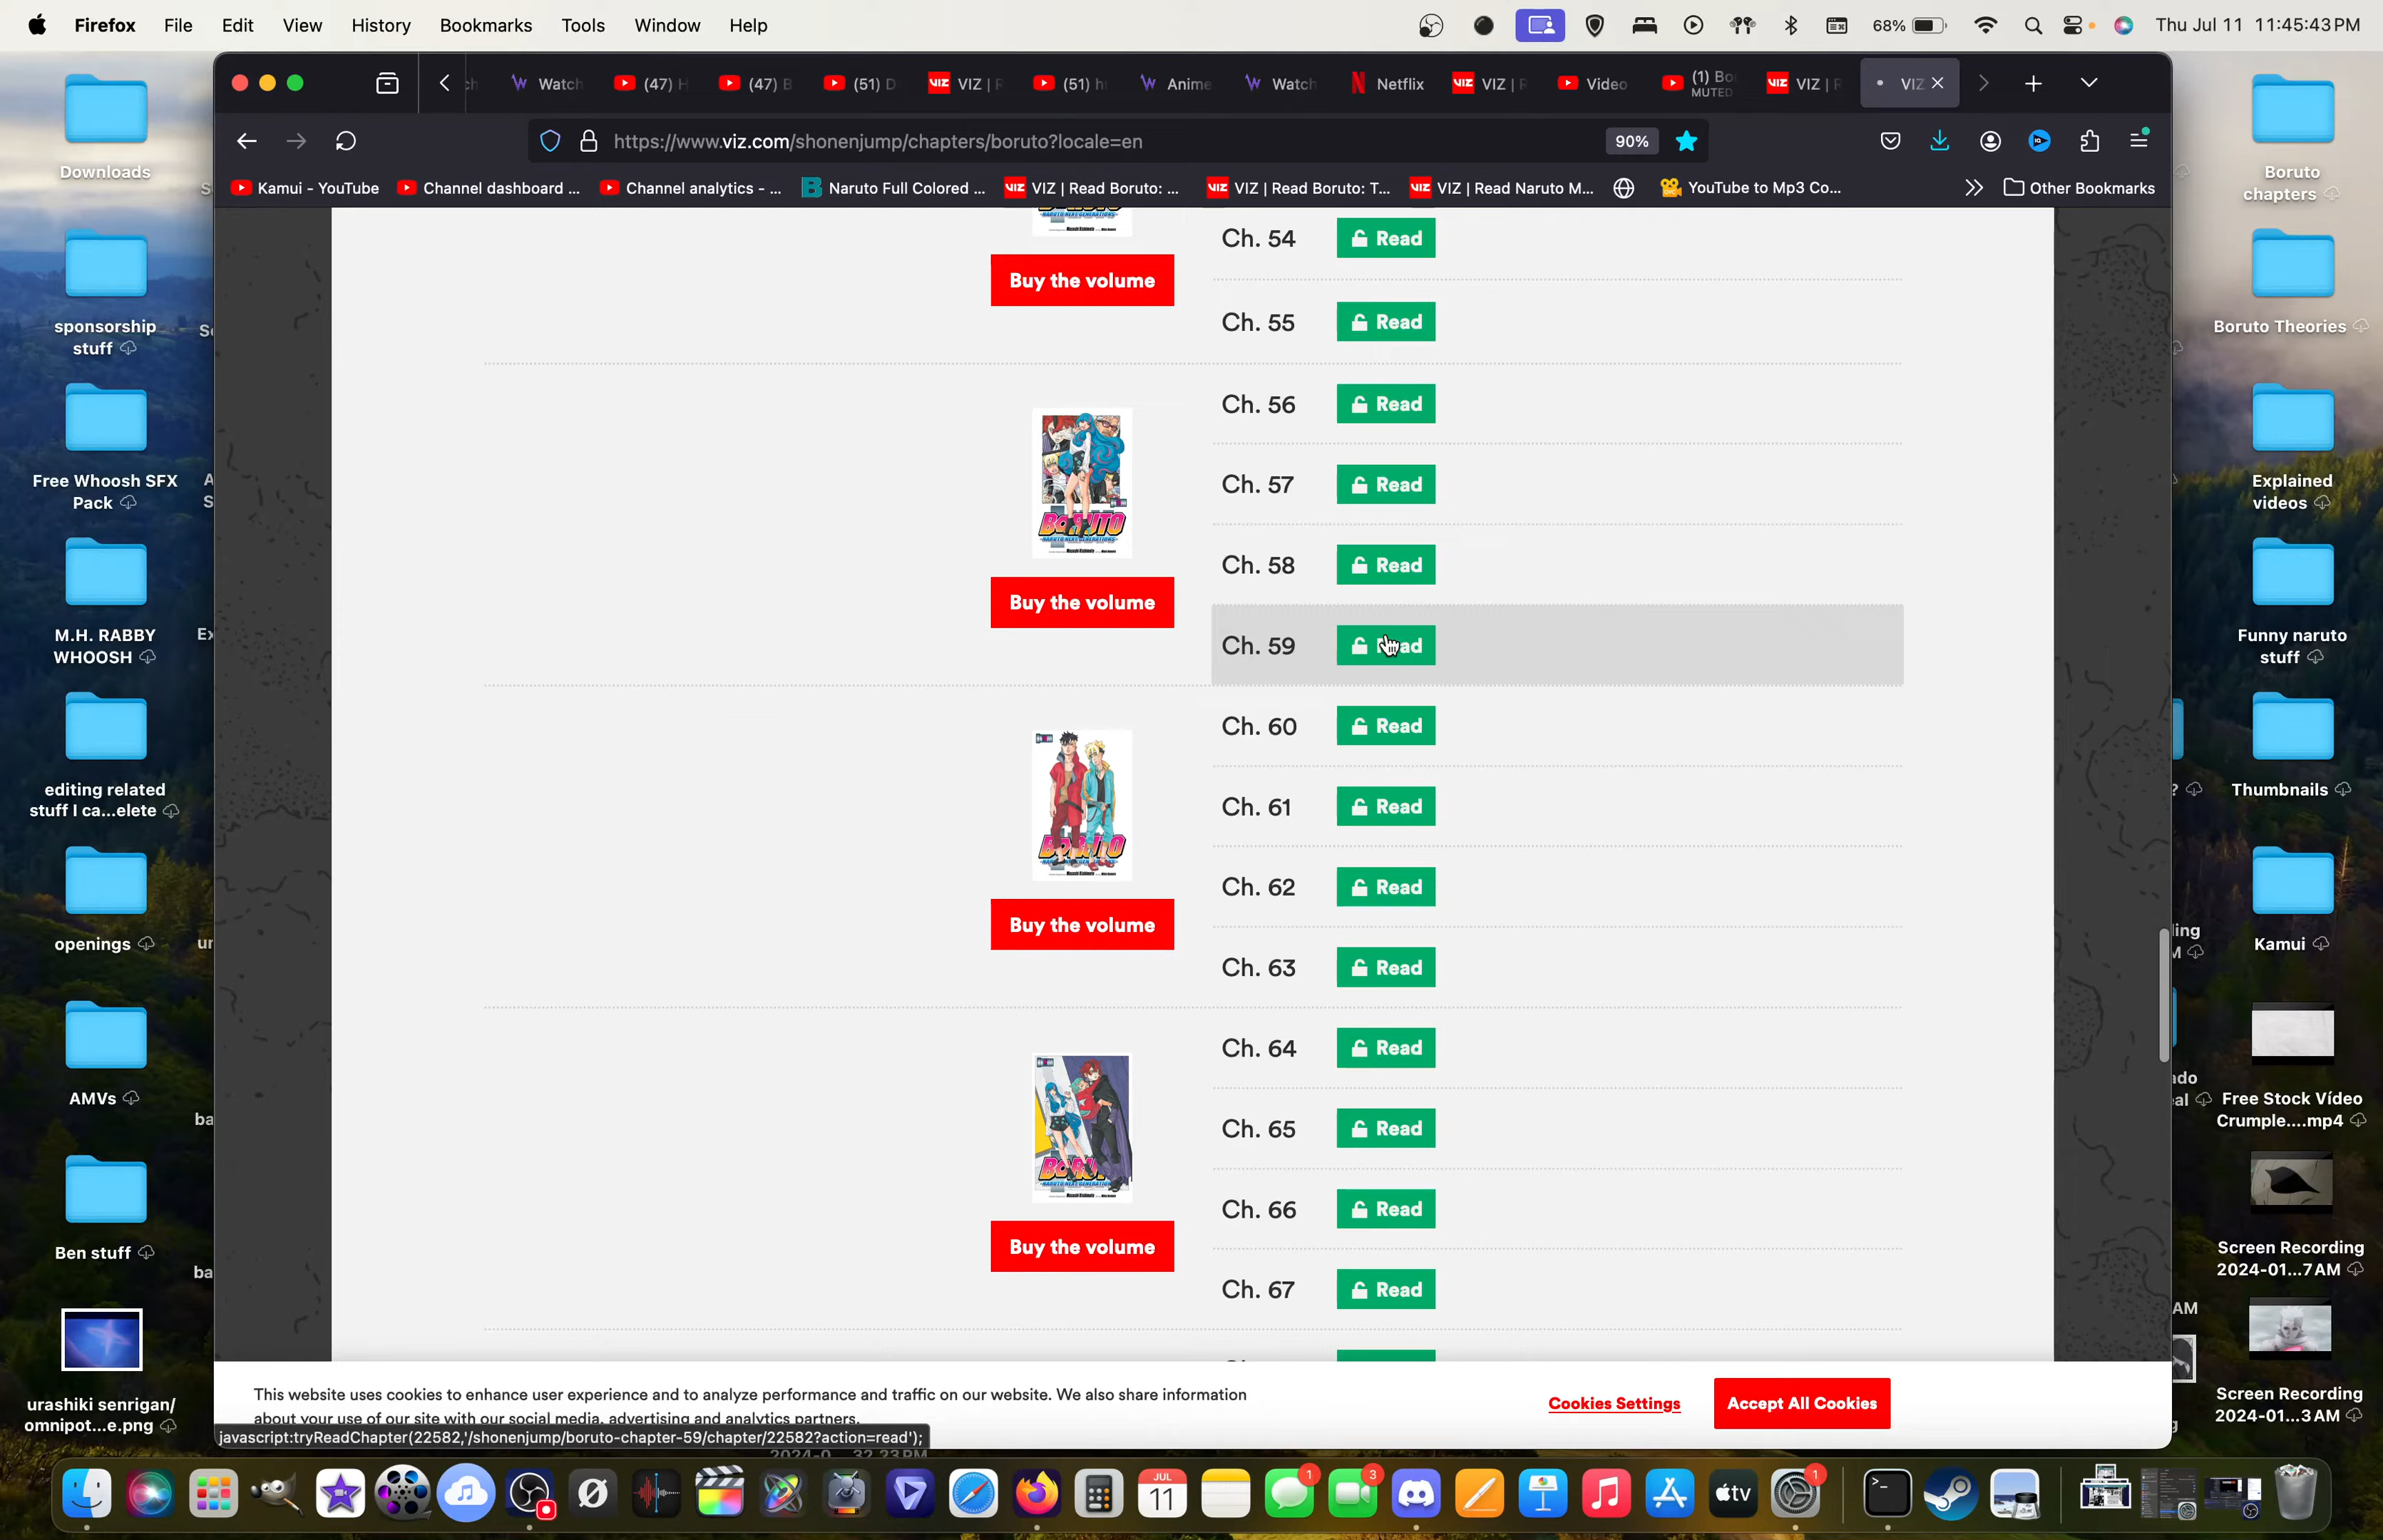 Firefox File Edit View History Bookmarks Tools Window Help
68% Thu Jul 11 11:45:43 PM
Watch (47) H (47) B (51) D VIZ | R (51) h Anime Watch Netflix VIZ | R Video (1) Bo MUTED VIZ | R VIZ
https://www.viz.com/shonenjump/chapters/boruto?locale=en 90%
Kamui - YouTube Channel dashboard ... Channel analytics - ... Naruto Full Colored ... VIZ | Read Boruto: ... VIZ | Read Boruto: T... VIZ | Read Naruto M... YouTube to Mp3 Co... Other Bookmarks
Downloads
sponsorship
stuff
Free Whoosh SFX
Pack
M.H. RABBY
WHOOSH
editing related
stuff I ca...elete
openings
AMVs
Ben stuff
urashiki senrigan/
omnipot...e.png
Buy the volume
Ch. 54 Read
Ch. 55 Read
Ch. 56 Read
Ch. 57 Read
Ch. 58 Read
BORUTO
Buy the volume
Ch. 59 Read
Ch. 60 Read
Ch. 61 Read
Ch. 62 Read
BORUTO
Buy the volume
Ch. 63 Read
Ch. 64 Read
Ch. 65 Read
Ch. 66 Read
Buy the volume
Ch. 67 Read
This website uses cookies to enhance user experience and to analyze performance and traffic on our website. We also share information
about your use of our site with our social media, advertising and analytics partners.
Cookies Settings Accept All Cookies
javascript:tryReadChapter(22582,'/shonenjump/boruto-chapter-59/chapter/22582?action=read');
Boruto
chapters
Boruto Theories
Explained
videos
Funny naruto
stuff
Thumbnails
Kamui
Free Stock Vídeo
Crumple....mp4
Screen Recording
2024-01...7 AM
Screen Recording
2024-01...3 AM
JUL
11
1
3
tv
1